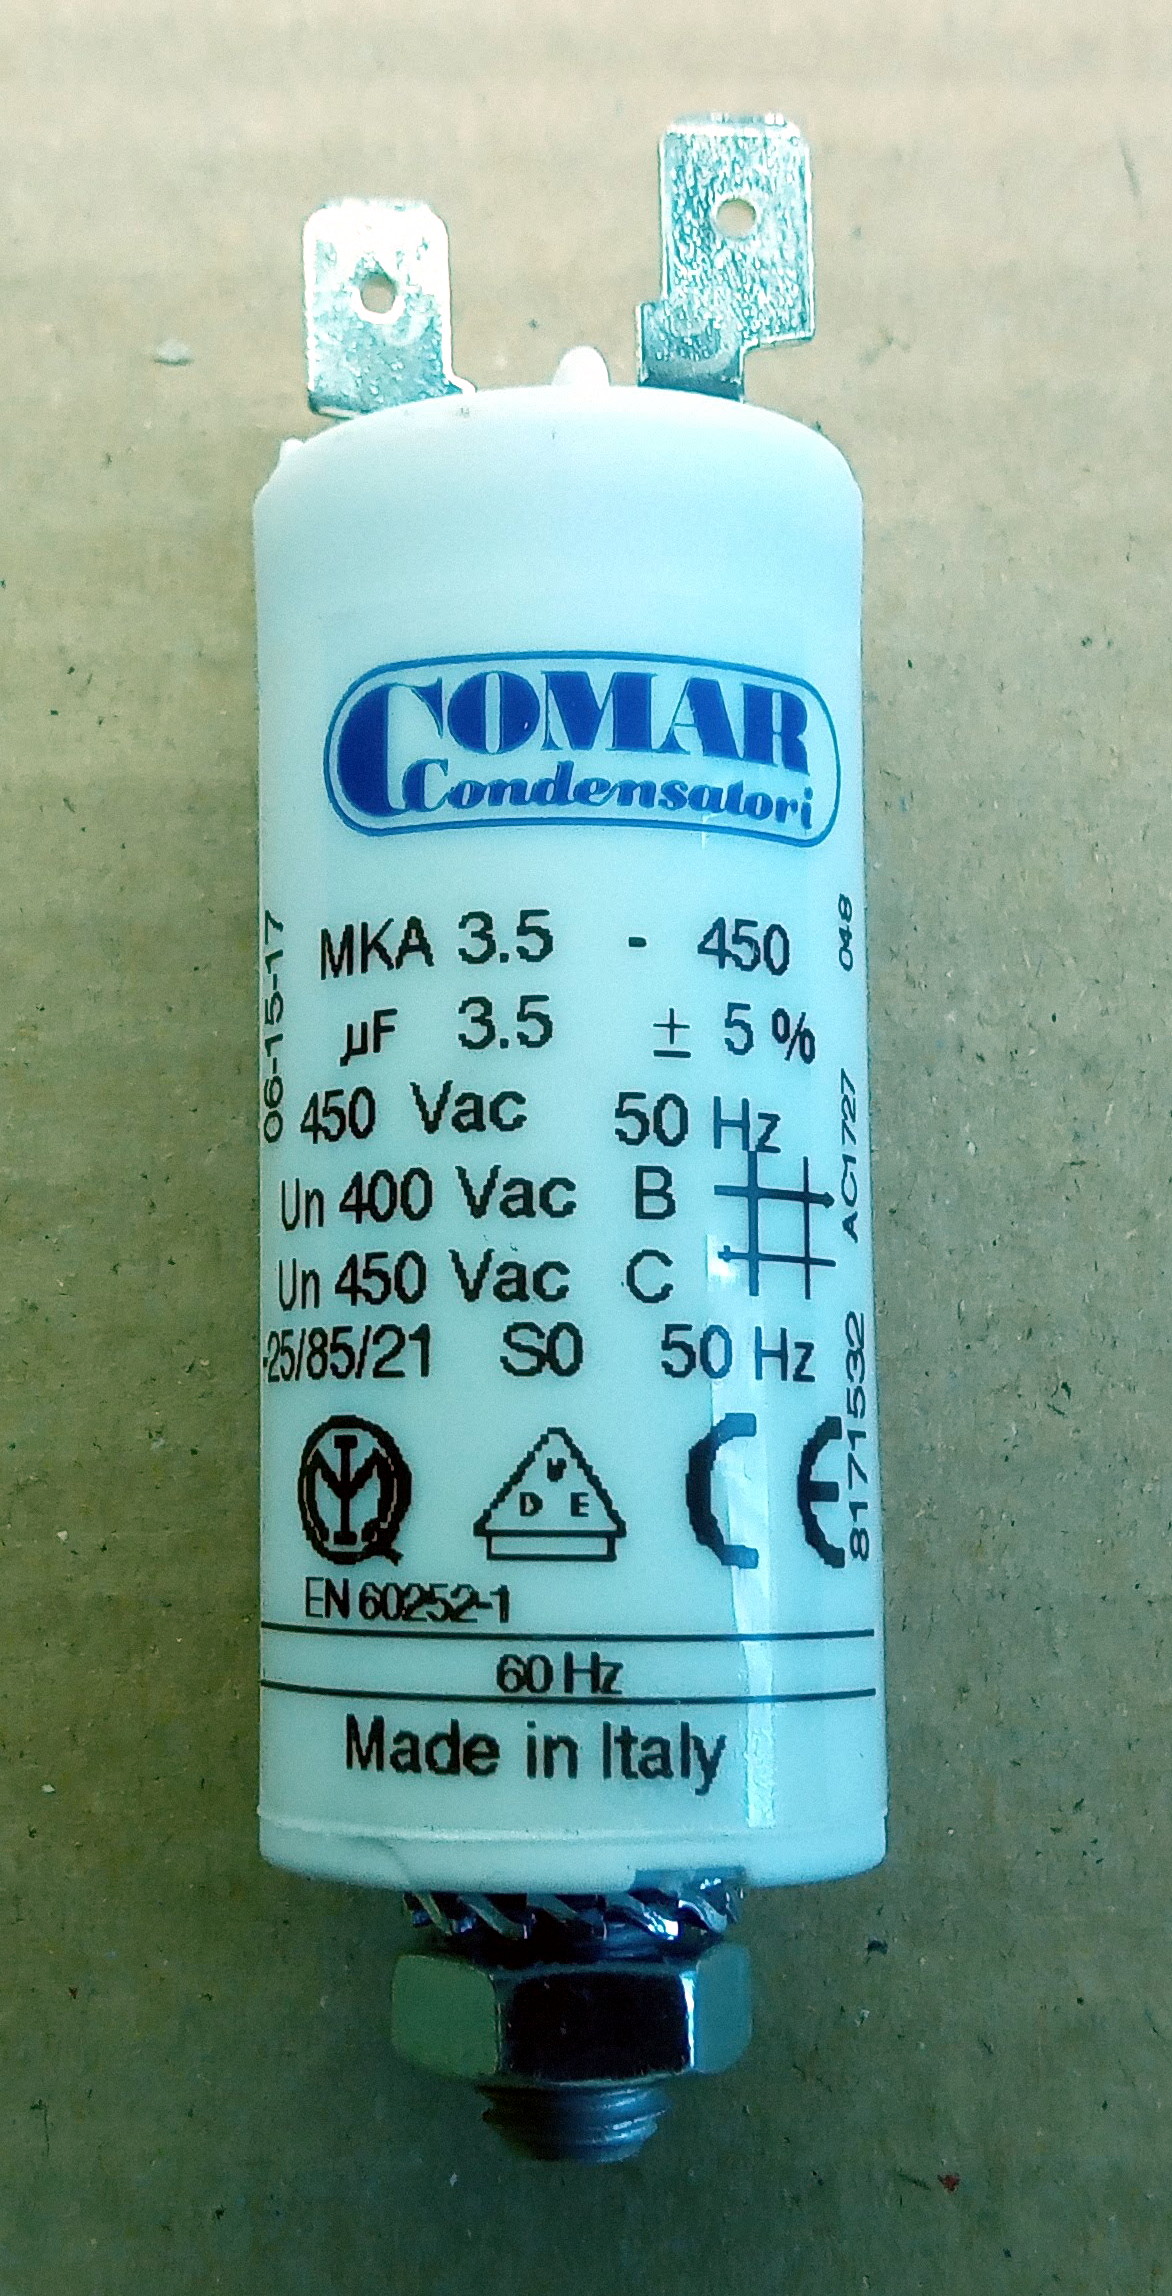 COMAR
Condensatori
MKA 3.5 - 450
µF 3.5 ± 5 %
450 Vac 50 Hz
Un 400 Vac B
Un 450 Vac C
-25/85/21 S0 50 Hz
IMQ
VDE
CE
EN 60252-1
60 Hz
Made in Italy
06-15-17
8171532 AC1727 048